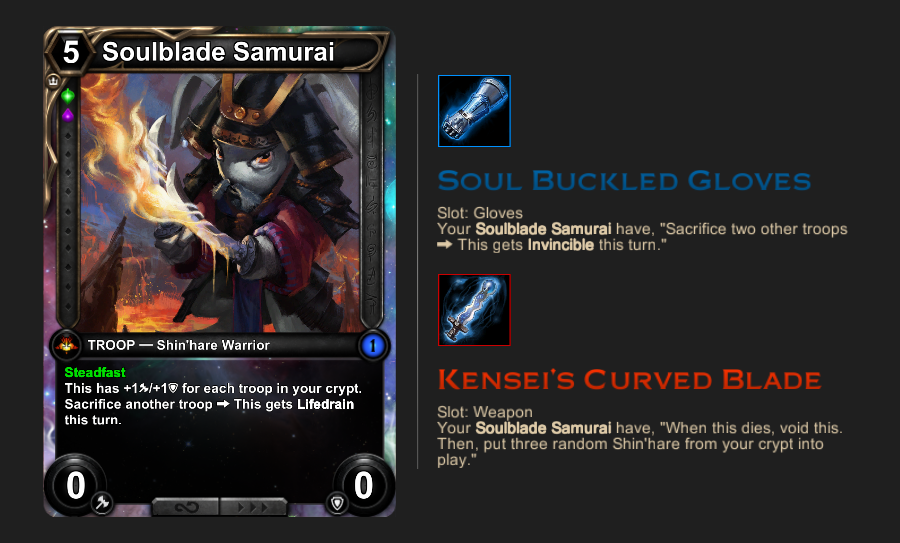 5 Soulblade Samurai
TROOP — Shin'hare Warrior 1
Steadfast
This has +1/+1 for each troop in your crypt.
Sacrifice another troop → This gets Lifedrain
this turn.
0 0
Soul Buckled Gloves
Slot: Gloves
Your Soulblade Samurai have, "Sacrifice two other troops
→ This gets Invincible this turn."
Kensei's Curved Blade
Slot: Weapon
Your Soulblade Samurai have, "When this dies, void this.
Then, put three random Shin'hare from your crypt into
play."